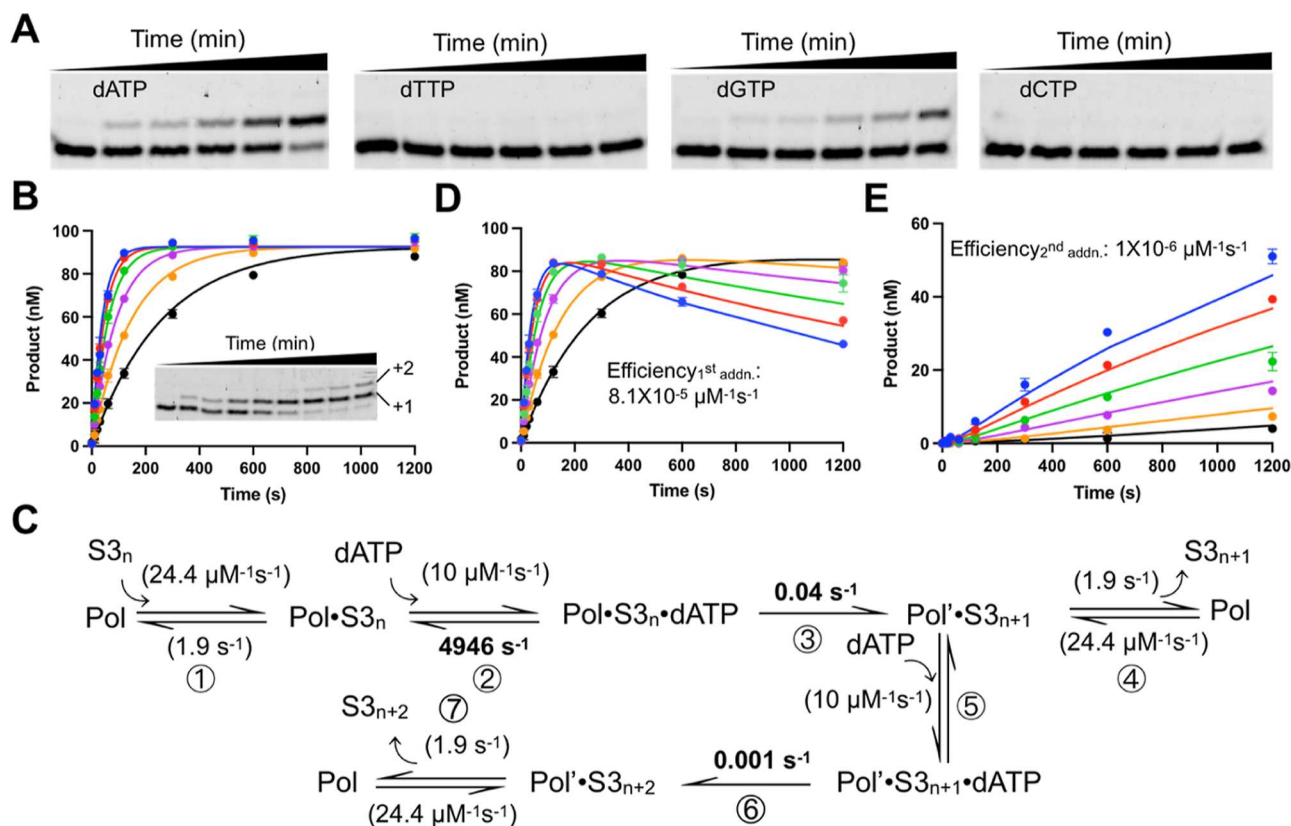 A
Time (min)
Time (min)
Time (min)
Time (min)
dATP
dTTP
dGTP
dCTP
B
Product (nM)
100
80
60
40
20
0
0 200 400 600 800 1000 1200
Time (s)
Time (min)
+2
+1
D
Product (nM)
100
80
60
40
20
0
0 200 400 600 800 1000 1200
Time (s)
Efficiency1st addn.:
8.1X10-5 µM-1s-1
E
Product (nM)
60
40
20
0
0 200 400 600 800 1000 1200
Time (s)
Efficiency2nd addn.: 1X10-6 µM-1s-1
C
S3n
(24.4 µM-1s-1)
Pol
(1.9 s-1)
①
Pol•S3n
dATP
(10 µM-1s-1)
4946 s-1
②
Pol•S3n•dATP
0.04 s-1
③
Pol'•S3n+1
(1.9 s-1)
S3n+1
(24.4 µM-1s-1)
④
Pol
dATP
(10 µM-1s-1)
⑤
Pol'•S3n+1•dATP
0.001 s-1
⑥
Pol'•S3n+2
S3n+2
⑦
(1.9 s-1)
(24.4 µM-1s-1)
Pol